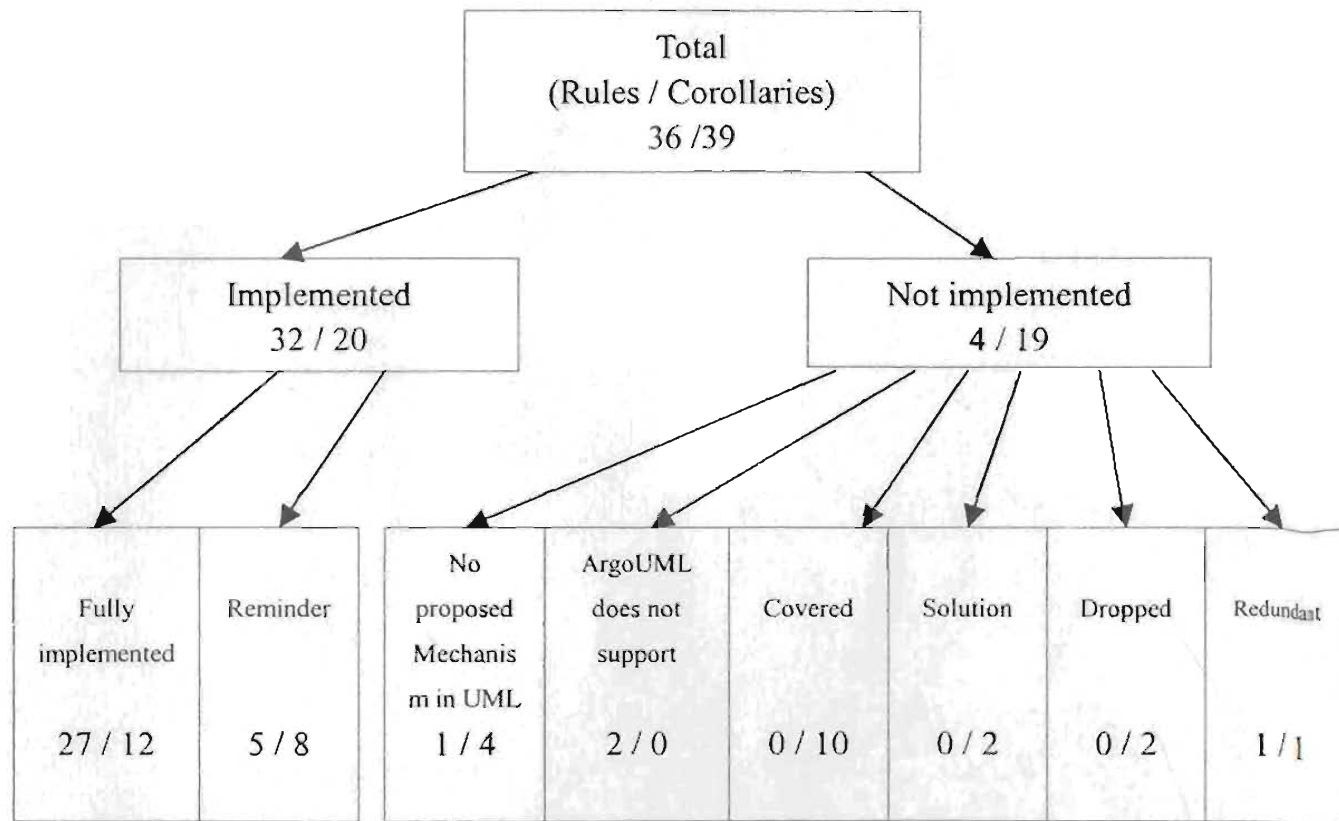 Total
(Rules / Corollaries)
36 /39
Implemented
32 / 20
Not implemented
4 / 19
Fully
implemented
27 / 12
Reminder
5 / 8
No
proposed
Mechanis
m in UML
1 / 4
ArgoUML
does not
support
2 / 0
Covered
0 / 10
Solution
0 / 2
Dropped
0 / 2
Redundant
1 / 1